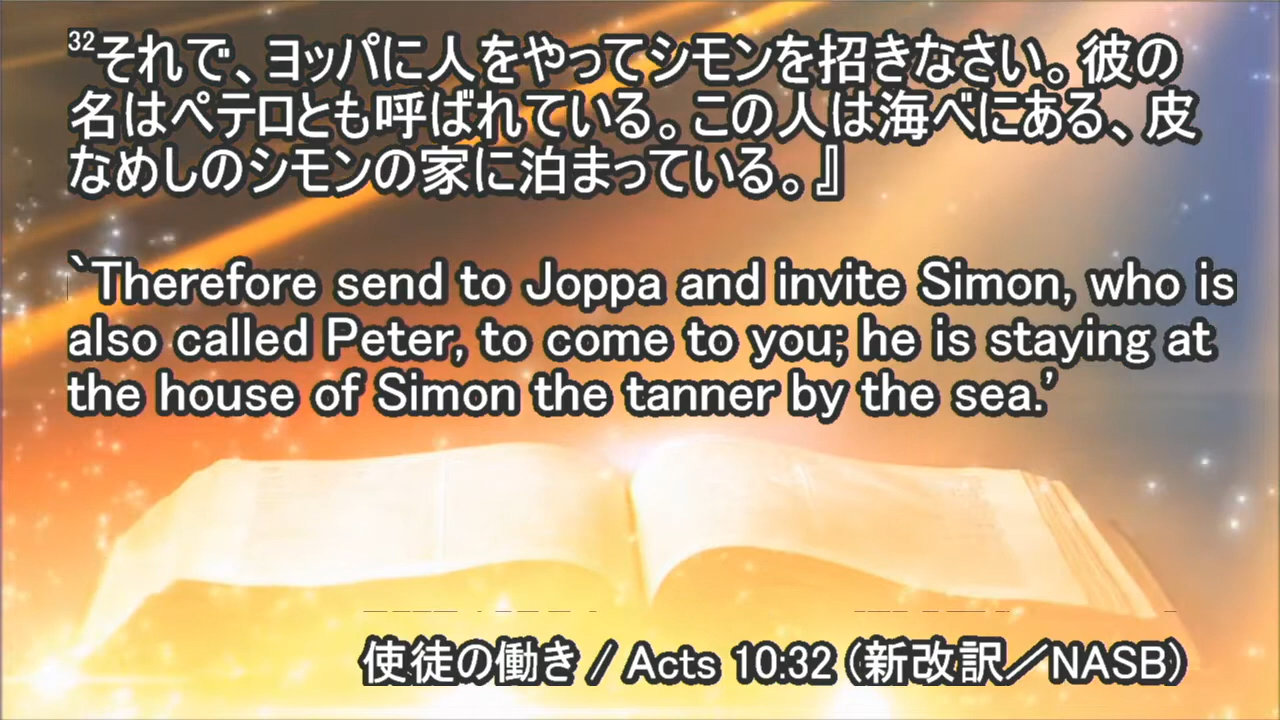 32それで、ヨッパに人をやってシモンを招きなさい。彼の
名はペテロとも呼ばれている。この人は海べにある、皮
なめしのシモンの家に泊まっている。』
`Therefore send to Joppa and invite Simon, who is
also called Peter, to come to you; he is staying at
the house of Simon the tanner by the sea.’
使徒の働き / Acts 10:32 (新改訳／NASB)